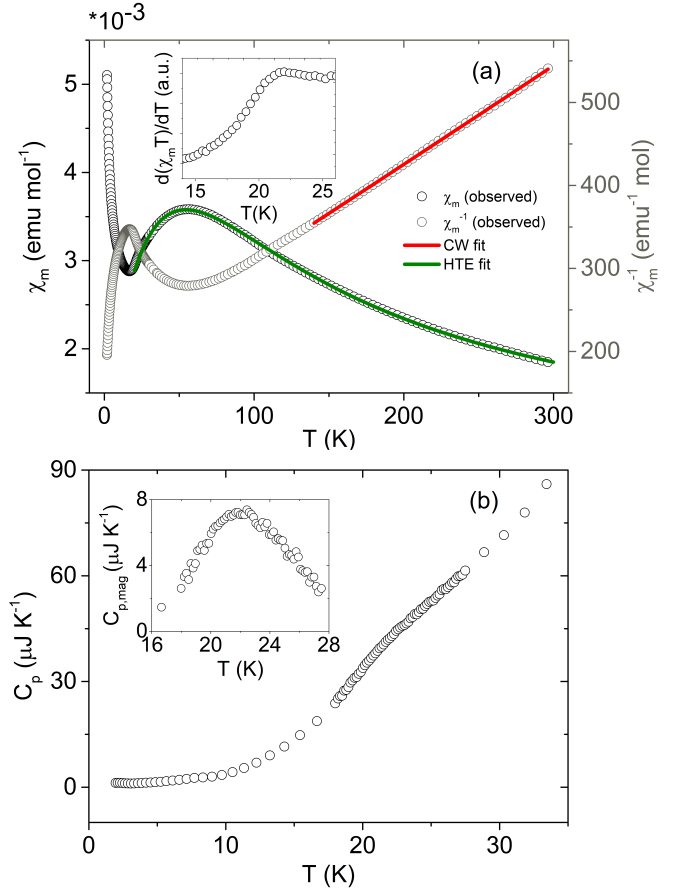 *10⁻³
(a)
5
4
3
2
χₘ (emu mol⁻¹)
500
400
300
200
χₘ⁻¹ (emu⁻¹ mol)
d(χₘT)/dT (a.u.)
15 20 25
T(K)
χₘ (observed)
χₘ⁻¹ (observed)
CW fit
HTE fit
0 100 200 300
T (K)
(b)
90
60
30
0
Cₚ (μJ K⁻¹)
8
4
0
Cₚ,mag (μJ K⁻¹)
16 20 24 28
T (K)
0 10 20 30
T (K)